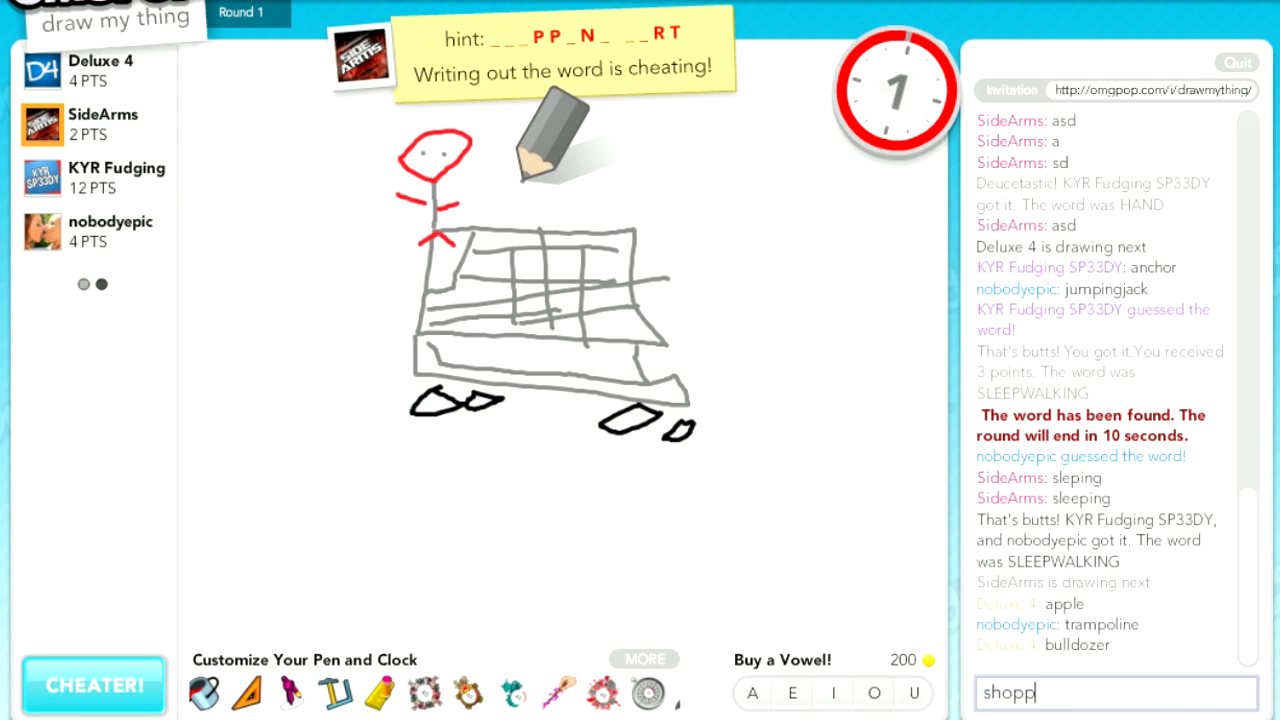 draw my thing
Round 1
Deluxe 4
4 PTS
SideArms
2 PTS
KYR Fudging
12 PTS
nobodyepic
4 PTS
D4
SIDE ARMS
KYR SP33DY
hint: _ _ _ P P _ N _ _ _ R T
Writing out the word is cheating!
1
Quit
Invitation http://omgpop.com/i/drawmything/
SideArms: asd
SideArms: a
SideArms: sd
Deucetastic! KYR Fudging SP33DY
got it. The word was HAND
SideArms: asd
Deluxe 4 is drawing next
KYR Fudging SP33DY: anchor
nobodyepic: jumpingjack
KYR Fudging SP33DY guessed the
word!
That's butts! You got it.You received
3 points. The word was
SLEEPWALKING
The word has been found. The
round will end in 10 seconds.
nobodyepic guessed the word!
SideArms: sleping
SideArms: sleeping
That's butts! KYR Fudging SP33DY,
and nobodyepic got it. The word
was SLEEPWALKING
SideArms is drawing next
Deluxe 4: apple
nobodyepic: trampoline
Deluxe 4: bulldozer
shopp
CHEATER!
Customize Your Pen and Clock
MORE
Buy a Vowel! 200
A E I O U